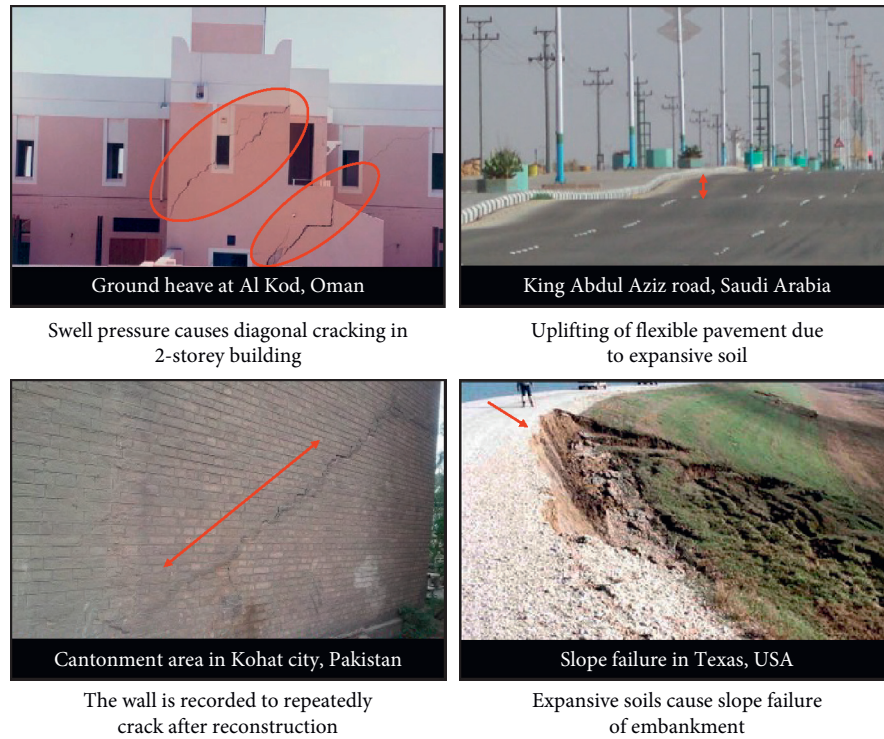 Ground heave at Al Kod, Oman
Swell pressure causes diagonal cracking in
2-storey building
King Abdul Aziz road, Saudi Arabia
Uplifting of flexible pavement due
to expansive soil
Cantonment area in Kohat city, Pakistan
The wall is recorded to repeatedly
crack after reconstruction
Slope failure in Texas, USA
Expansive soils cause slope failure
of embankment